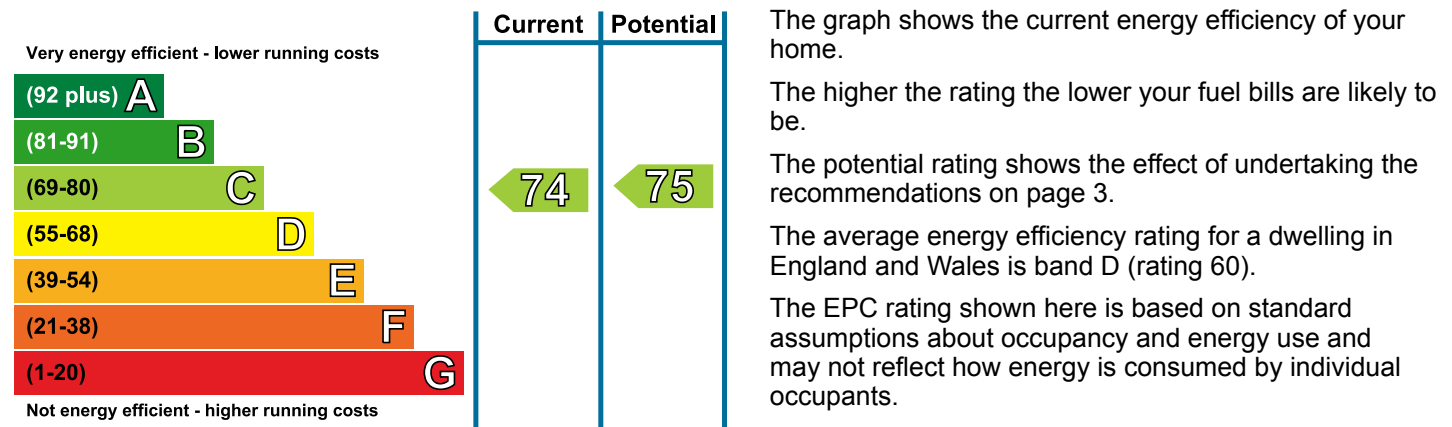 Current Potential
Very energy efficient - lower running costs
(92 plus) A
(81-91) B
(69-80) C
(55-68) D
(39-54) E
(21-38) F
(1-20) G
Not energy efficient - higher running costs
74 75
The graph shows the current energy efficiency of your
home.
The higher the rating the lower your fuel bills are likely to
be.
The potential rating shows the effect of undertaking the
recommendations on page 3.
The average energy efficiency rating for a dwelling in
England and Wales is band D (rating 60).
The EPC rating shown here is based on standard
assumptions about occupancy and energy use and
may not reflect how energy is consumed by individual
occupants.